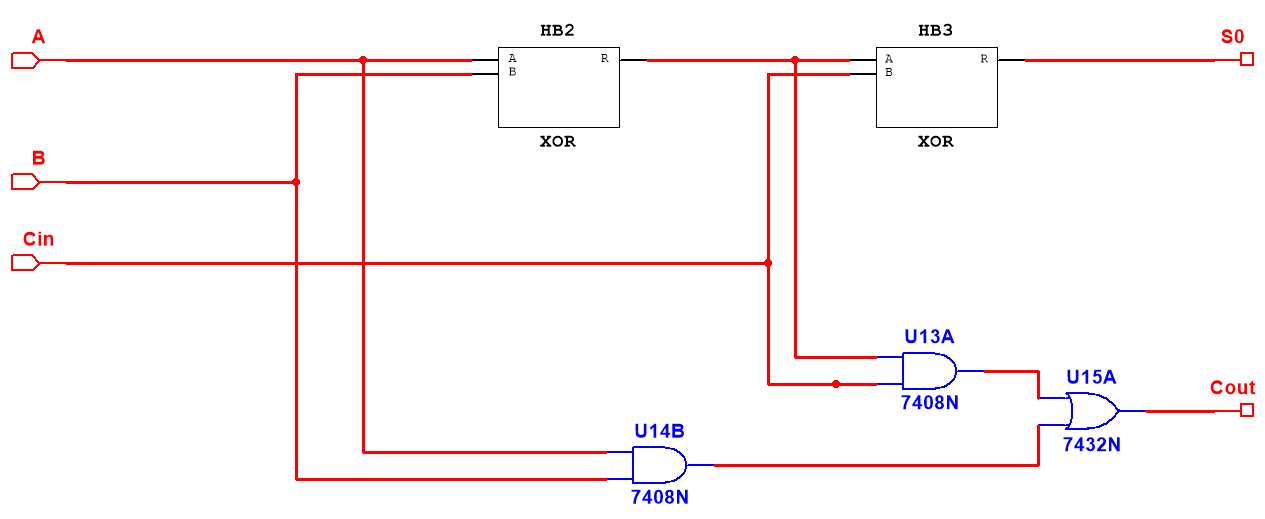 HB2
HB3
A
S0
A
R
B
XOR
A
R
B
XOR
B
Cin
U13A
7408N
U15A
7432N
Cout
U14B
7408N